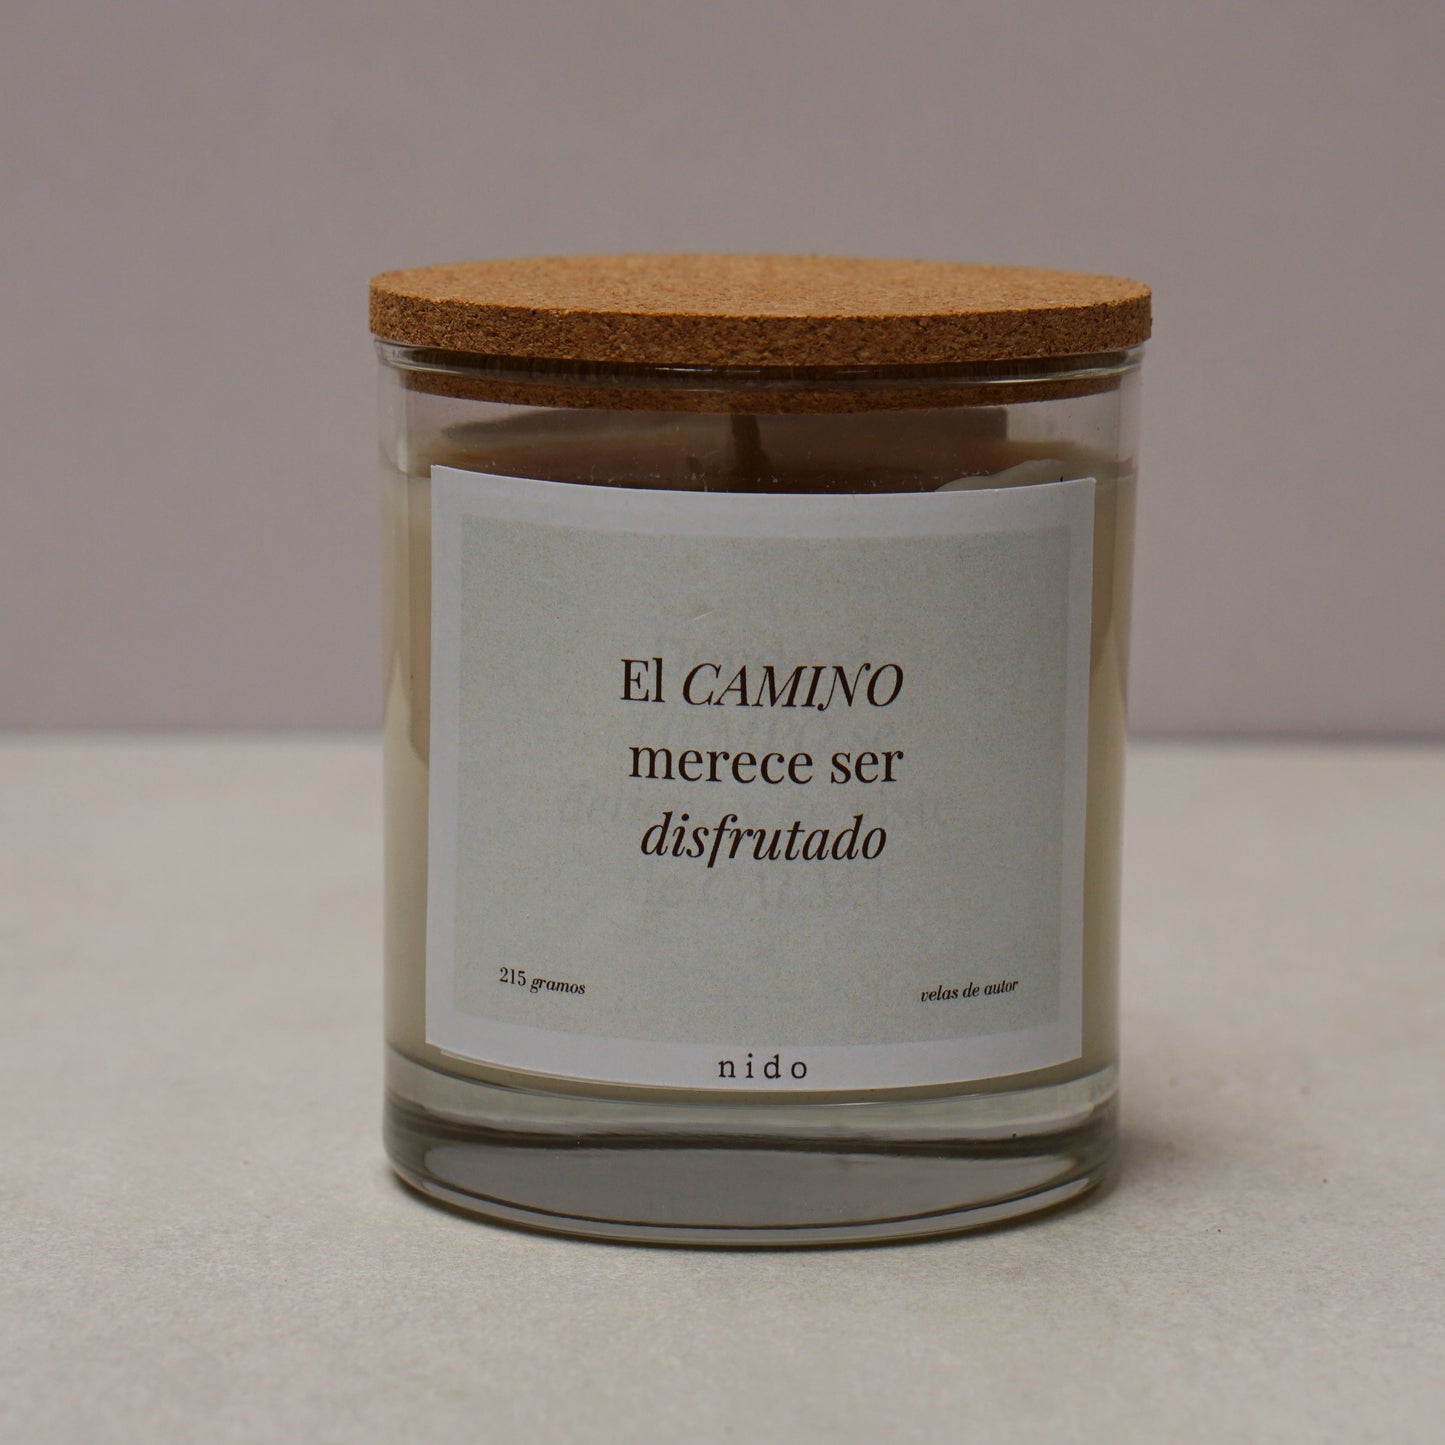 El CAMINO
merece ser
disfrutado
215 gramos
velas de autor
nido